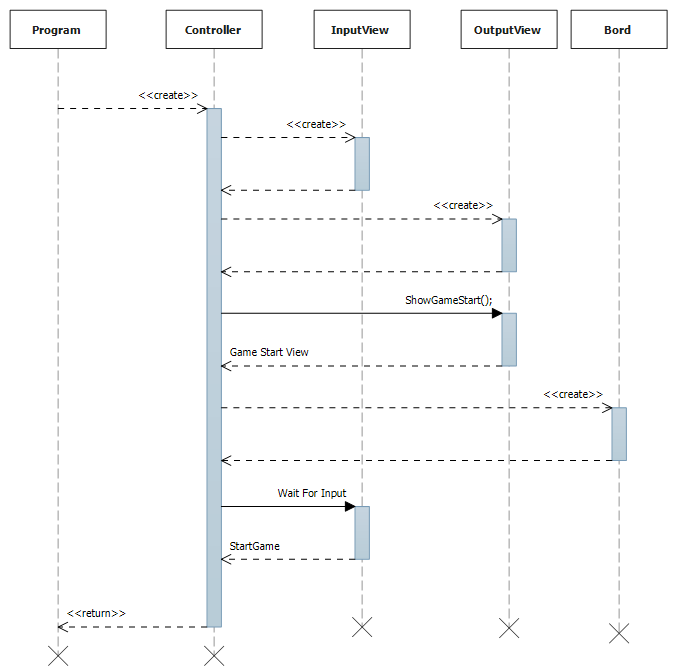 Program
Controller
InputView
OutputView
Bord
<<create>>
<<create>>
<<create>>
ShowGameStart();
Game Start View
<<create>>
Wait For Input
StartGame
<<return>>